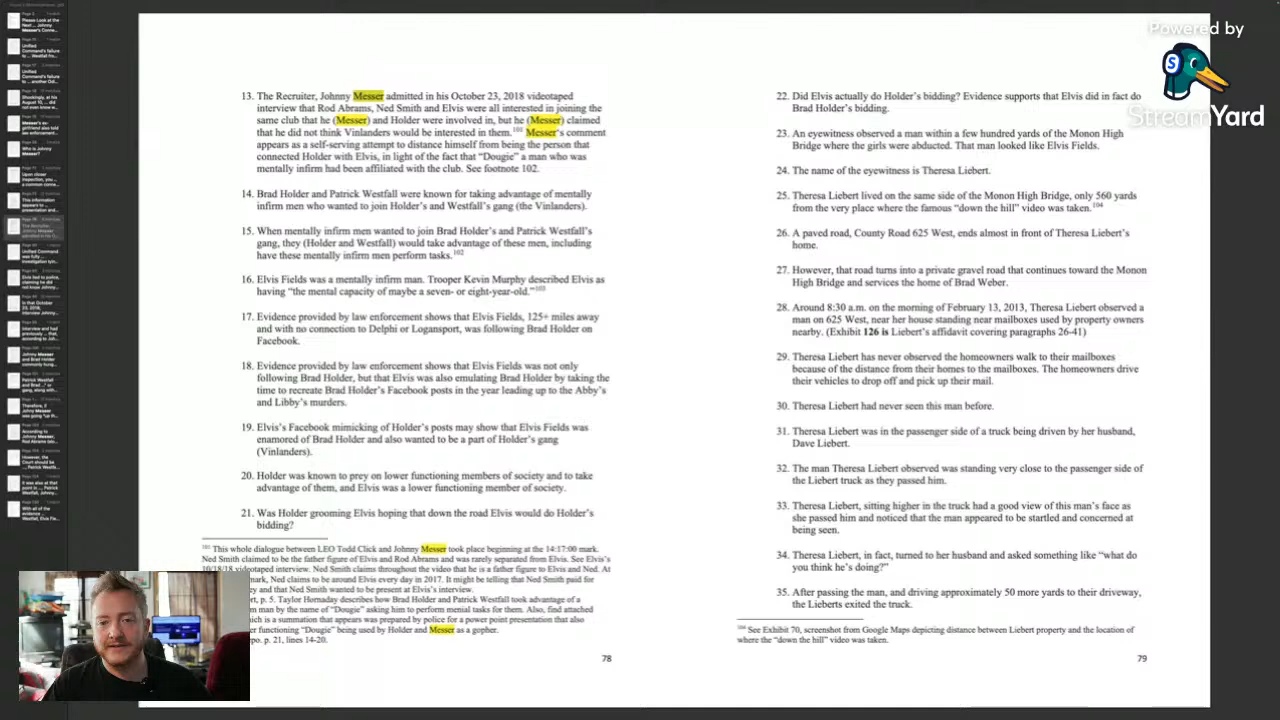 Powered by
StreamYard
S
13. The Recruiter, Johnny Messer admitted in his October 23, 2018 videotaped
interview that Rod Abrams, Ned Smith and Elvis were all interested in joining the
same club that he (Messer) and Holder were involved in, but he (Messer) claimed
that he did not think Vinlanders would be interested in them.101 Messer's comment
appears as a self-serving attempt to distance himself from being the person that
connected Holder with Elvis, in light of the fact that "Dougie" a man who was
mentally infirm had been affiliated with the club. See footnote 102.
14. Brad Holder and Patrick Westfall were known for taking advantage of mentally
infirm men who wanted to join Holder's and Westfall's gang (the Vinlanders).
15. When mentally infirm men wanted to join Brad Holder's and Patrick Westfall's
gang, they (Holder and Westfall) would take advantage of these men, including
have these mentally infirm men perform tasks.102
16. Elvis Fields was a mentally infirm man. Trooper Kevin Murphy described Elvis as
having "the mental capacity of maybe a seven- or eight-year-old."103
17. Evidence provided by law enforcement shows that Elvis Fields, 125+ miles away
and with no connection to Delphi or Logansport, was following Brad Holder on
Facebook.
18. Evidence provided by law enforcement shows that Elvis Fields was not only
following Brad Holder, but that Elvis was also emulating Brad Holder by taking the
time to recreate Brad Holder's Facebook posts in the year leading up to the Abby's
and Libby's murders.
19. Elvis's Facebook mimicking of Holder's posts may show that Elvis Fields was
enamored of Brad Holder and also wanted to be a part of Holder's gang
(Vinlanders).
20. Holder was known to prey on lower functioning members of society and to take
advantage of them, and Elvis was a lower functioning member of society.
21. Was Holder grooming Elvis hoping that down the road Elvis would do Holder's
bidding?
101 This whole dialogue between LEO Todd Click and Johnny Messer took place beginning at the 14:17:00 mark.
Ned Smith claimed to be the father figure of Elvis and Rod Abrams and was rarely separated from Elvis. See Elvis's
10/18/18 videotaped interview. Ned Smith claims throughout the video that he is a father figure to Elvis and Ned. At
mark, Ned claims to be around Elvis every day in 2017. It might be telling that Ned Smith paid for
ry and that Ned Smith wanted to be present at Elvis's interview.
ort, p. 5. Taylor Hornaday describes how Brad Holder and Patrick Westfall took advantage of a
rm man by the name of "Dougie" asking him to perform menial tasks for them. Also, find attached
hich is a summation that appears was prepared by police for a power point presentation that also
er functioning "Dougie" being used by Holder and Messer as a gopher.
po. p. 21, lines 14-20.
78
22. Did Elvis actually do Holder's bidding? Evidence supports that Elvis did in fact do
Brad Holder's bidding.
23. An eyewitness observed a man within a few hundred yards of the Monon High
Bridge where the girls were abducted. That man looked like Elvis Fields.
24. The name of the eyewitness is Theresa Liebert.
25. Theresa Liebert lived on the same side of the Monon High Bridge, only 560 yards
from the very place where the famous "down the hill" video was taken.104
26. A paved road, County Road 625 West, ends almost in front of Theresa Liebert's
home.
27. However, that road turns into a private gravel road that continues toward the Monon
High Bridge and services the home of Brad Weber.
28. Around 8:30 a.m. on the morning of February 13, 2013, Theresa Liebert observed a
man on 625 West, near her house standing near mailboxes used by property owners
nearby. (Exhibit 126 is Liebert's affidavit covering paragraphs 26-41)
29. Theresa Liebert has never observed the homeowners walk to their mailboxes
because of the distance from their homes to the mailboxes. The homeowners drive
their vehicles to drop off and pick up their mail.
30. Theresa Liebert had never seen this man before.
31. Theresa Liebert was in the passenger side of a truck being driven by her husband,
Dave Liebert.
32. The man Theresa Liebert observed was standing very close to the passenger side of
the Liebert truck as they passed him.
33. Theresa Liebert, sitting higher in the truck had a good view of this man's face as
she passed him and noticed that the man appeared to be startled and concerned at
being seen.
34. Theresa Liebert, in fact, turned to her husband and asked something like "what do
you think he's doing?"
35. After passing the man, and driving approximately 50 more yards to their driveway,
the Lieberts exited the truck.
104 See Exhibit 70, screenshot from Google Maps depicting distance between Liebert property and the location of
where the "down the hill" video was taken.
79